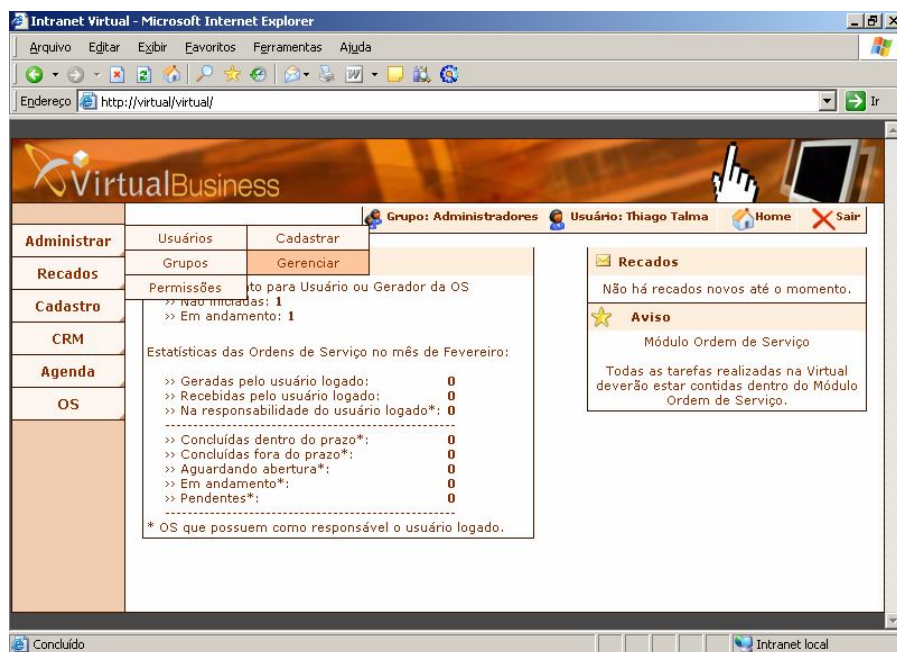 Intranet Virtual - Microsoft Internet Explorer
Arquivo Editar Exibir Favoritos Ferramentas Ajuda
Endereço http://virtual/virtual/ Ir
VirtualBusiness
Grupo: Administradores Usuário: Thiago Talma Home Sair
Administrar
Recados
Cadastro
CRM
Agenda
OS
Usuários Cadastrar
Grupos Gerenciar
Permissões
to para Usuário ou Gerador da OS
>> Não iniciadas: 1
>> Em andamento: 1
Estatísticas das Ordens de Serviço no mês de Fevereiro:
>> Geradas pelo usuário logado: 0
>> Recebidas pelo usuário logado: 0
>> Na responsabilidade do usuário logado*: 0
>> Concluídas dentro do prazo*: 0
>> Concluídas fora do prazo*: 0
>> Aguardando abertura*: 0
>> Em andamento*: 0
>> Pendentes*: 0
* OS que possuem como responsável o usuário logado.
Recados
Não há recados novos até o momento.
Aviso
Módulo Ordem de Serviço
Todas as tarefas realizadas na Virtual
deverão estar contidas dentro do Módulo
Ordem de Serviço.
Concluído Intranet local